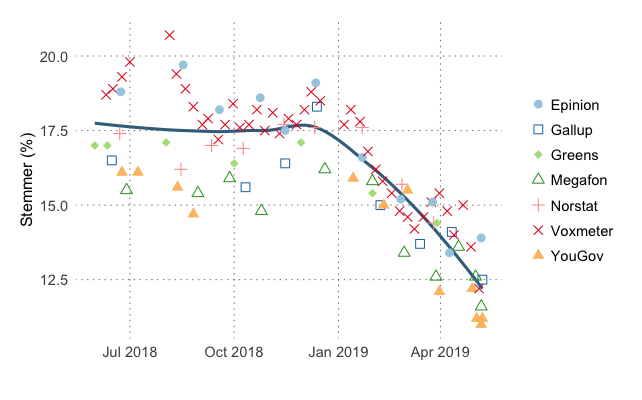 20.0
17.5
15.0
12.5
Stemmer (%)
Jul 2018
Oct 2018
Jan 2019
Apr 2019
Epinion
Gallup
Greens
Megafon
Norstat
Voxmeter
YouGov